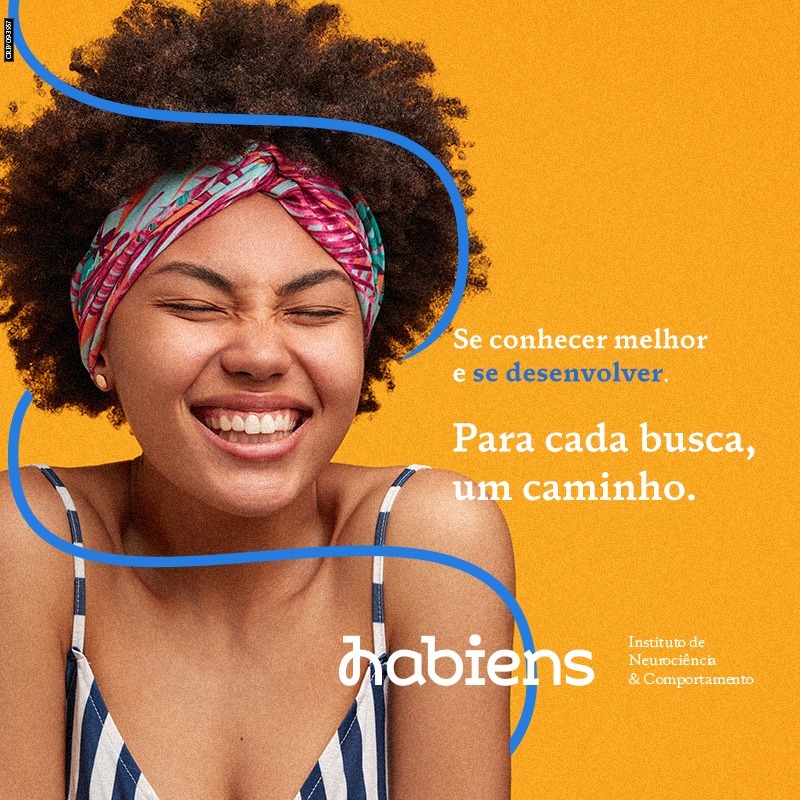 Se conhecer melhor
e se desenvolver.
Para cada busca,
um caminho.
habiens
Instituto de
Neurociência
& Comportamento